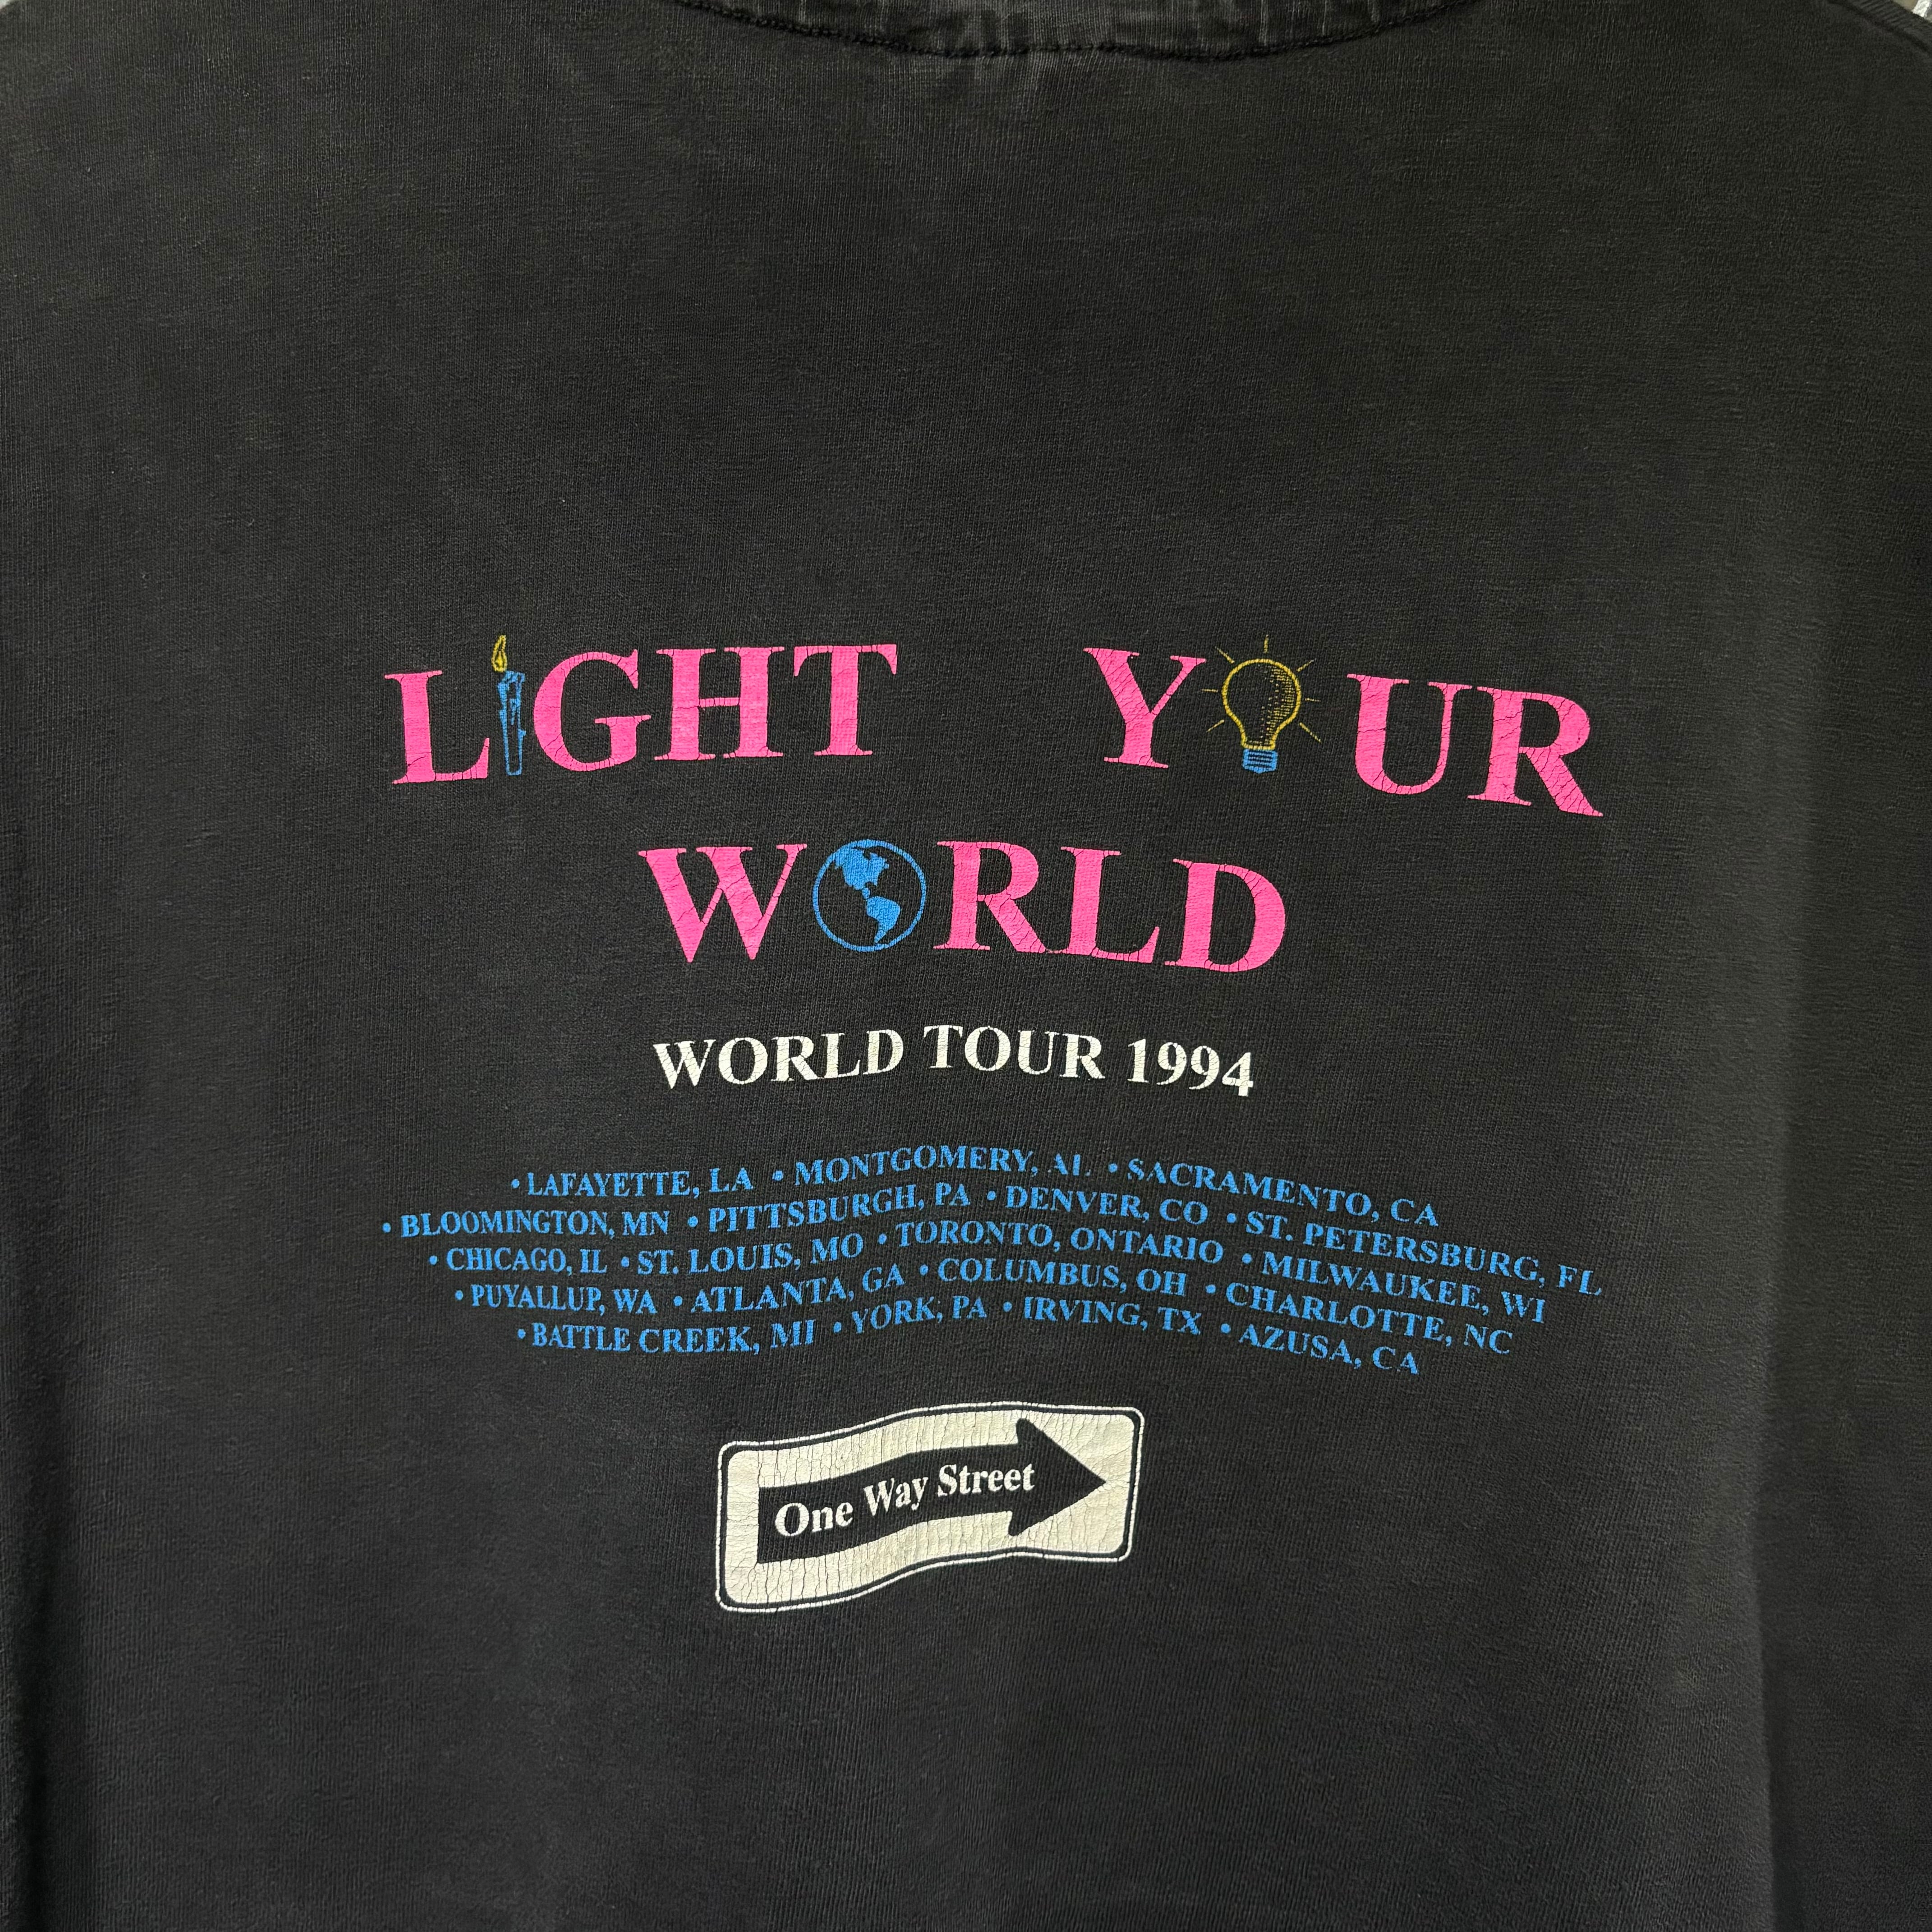 LIGHT YOUR
WORLD
WORLD TOUR 1994
• LAFAYETTE, LA • MONTGOMERY, AL • SACRAMENTO, CA
• BLOOMINGTON, MN • PITTSBURGH, PA • DENVER, CO • ST. PETERSBURG, FL
• CHICAGO, IL • ST. LOUIS, MO • TORONTO, ONTARIO • MILWAUKEE, WI
• PUYALLUP, WA • ATLANTA, GA • COLUMBUS, OH • CHARLOTTE, NC
• BATTLE CREEK, MI • YORK, PA • IRVING, TX • AZUSA, CA
One Way Street